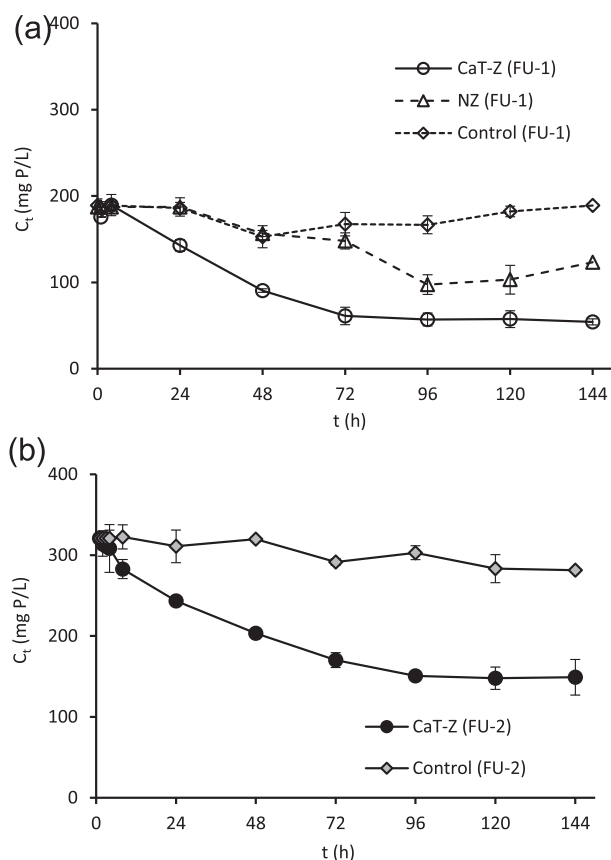 (a)
400
300
200
100
0
C_t (mg P/L)
CaT-Z (FU-1)
NZ (FU-1)
Control (FU-1)
0 24 48 72 96 120 144
t (h)
(b)
400
300
200
100
0
C_t (mg P/L)
CaT-Z (FU-2)
Control (FU-2)
0 24 48 72 96 120 144
t (h)